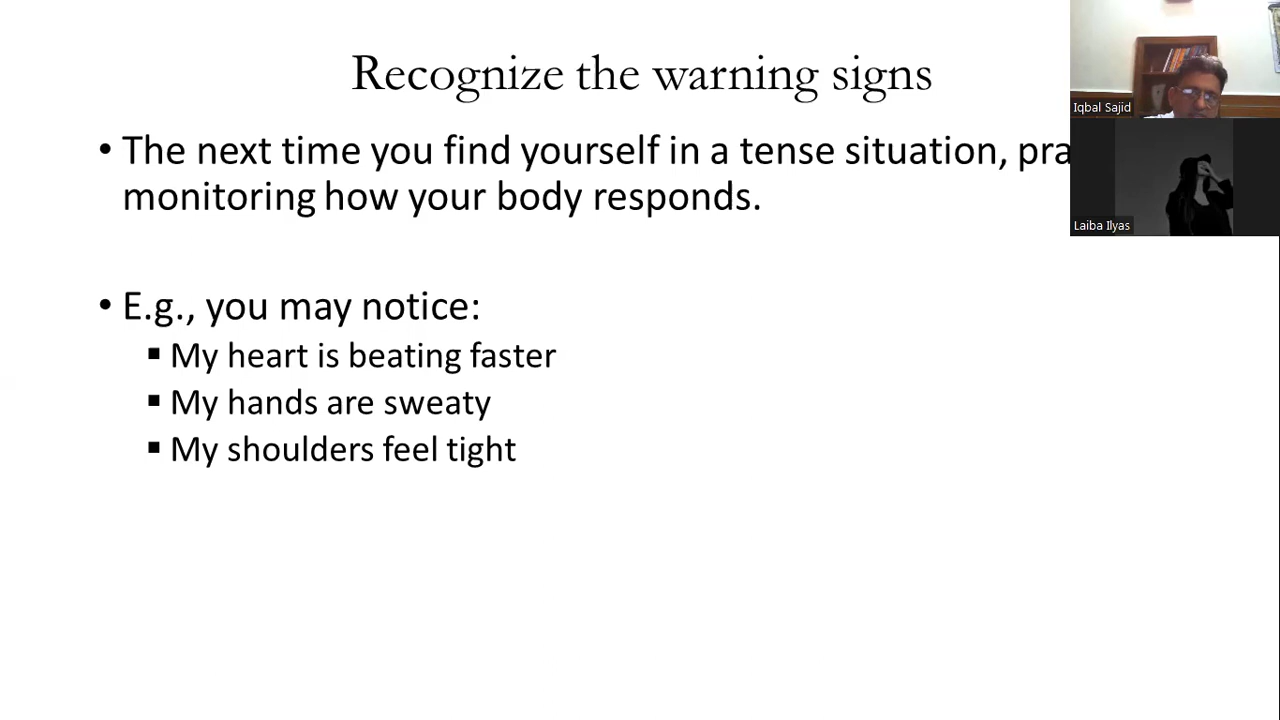 Recognize the warning signs
• The next time you find yourself in a tense situation,
monitoring how your body responds.
• E.g., you may notice:
▪ My heart is beating faster
▪ My hands are sweaty
▪ My shoulders feel tight
Iqbal Sajid
Laiba Ilyas